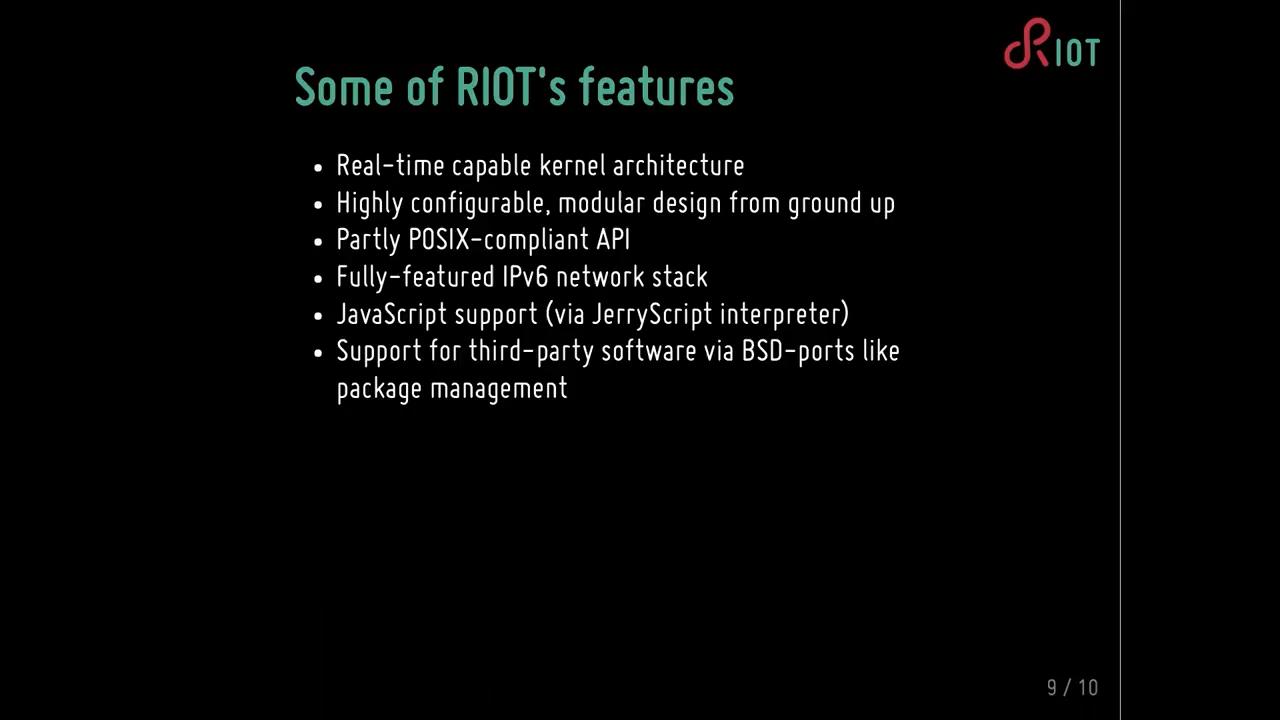 RIOT
Some of RIOT's features
• Real-time capable kernel architecture
• Highly configurable, modular design from ground up
• Partly POSIX-compliant API
• Fully-featured IPv6 network stack
• JavaScript support (via JerryScript interpreter)
• Support for third-party software via BSD-ports like
package management
9 / 10